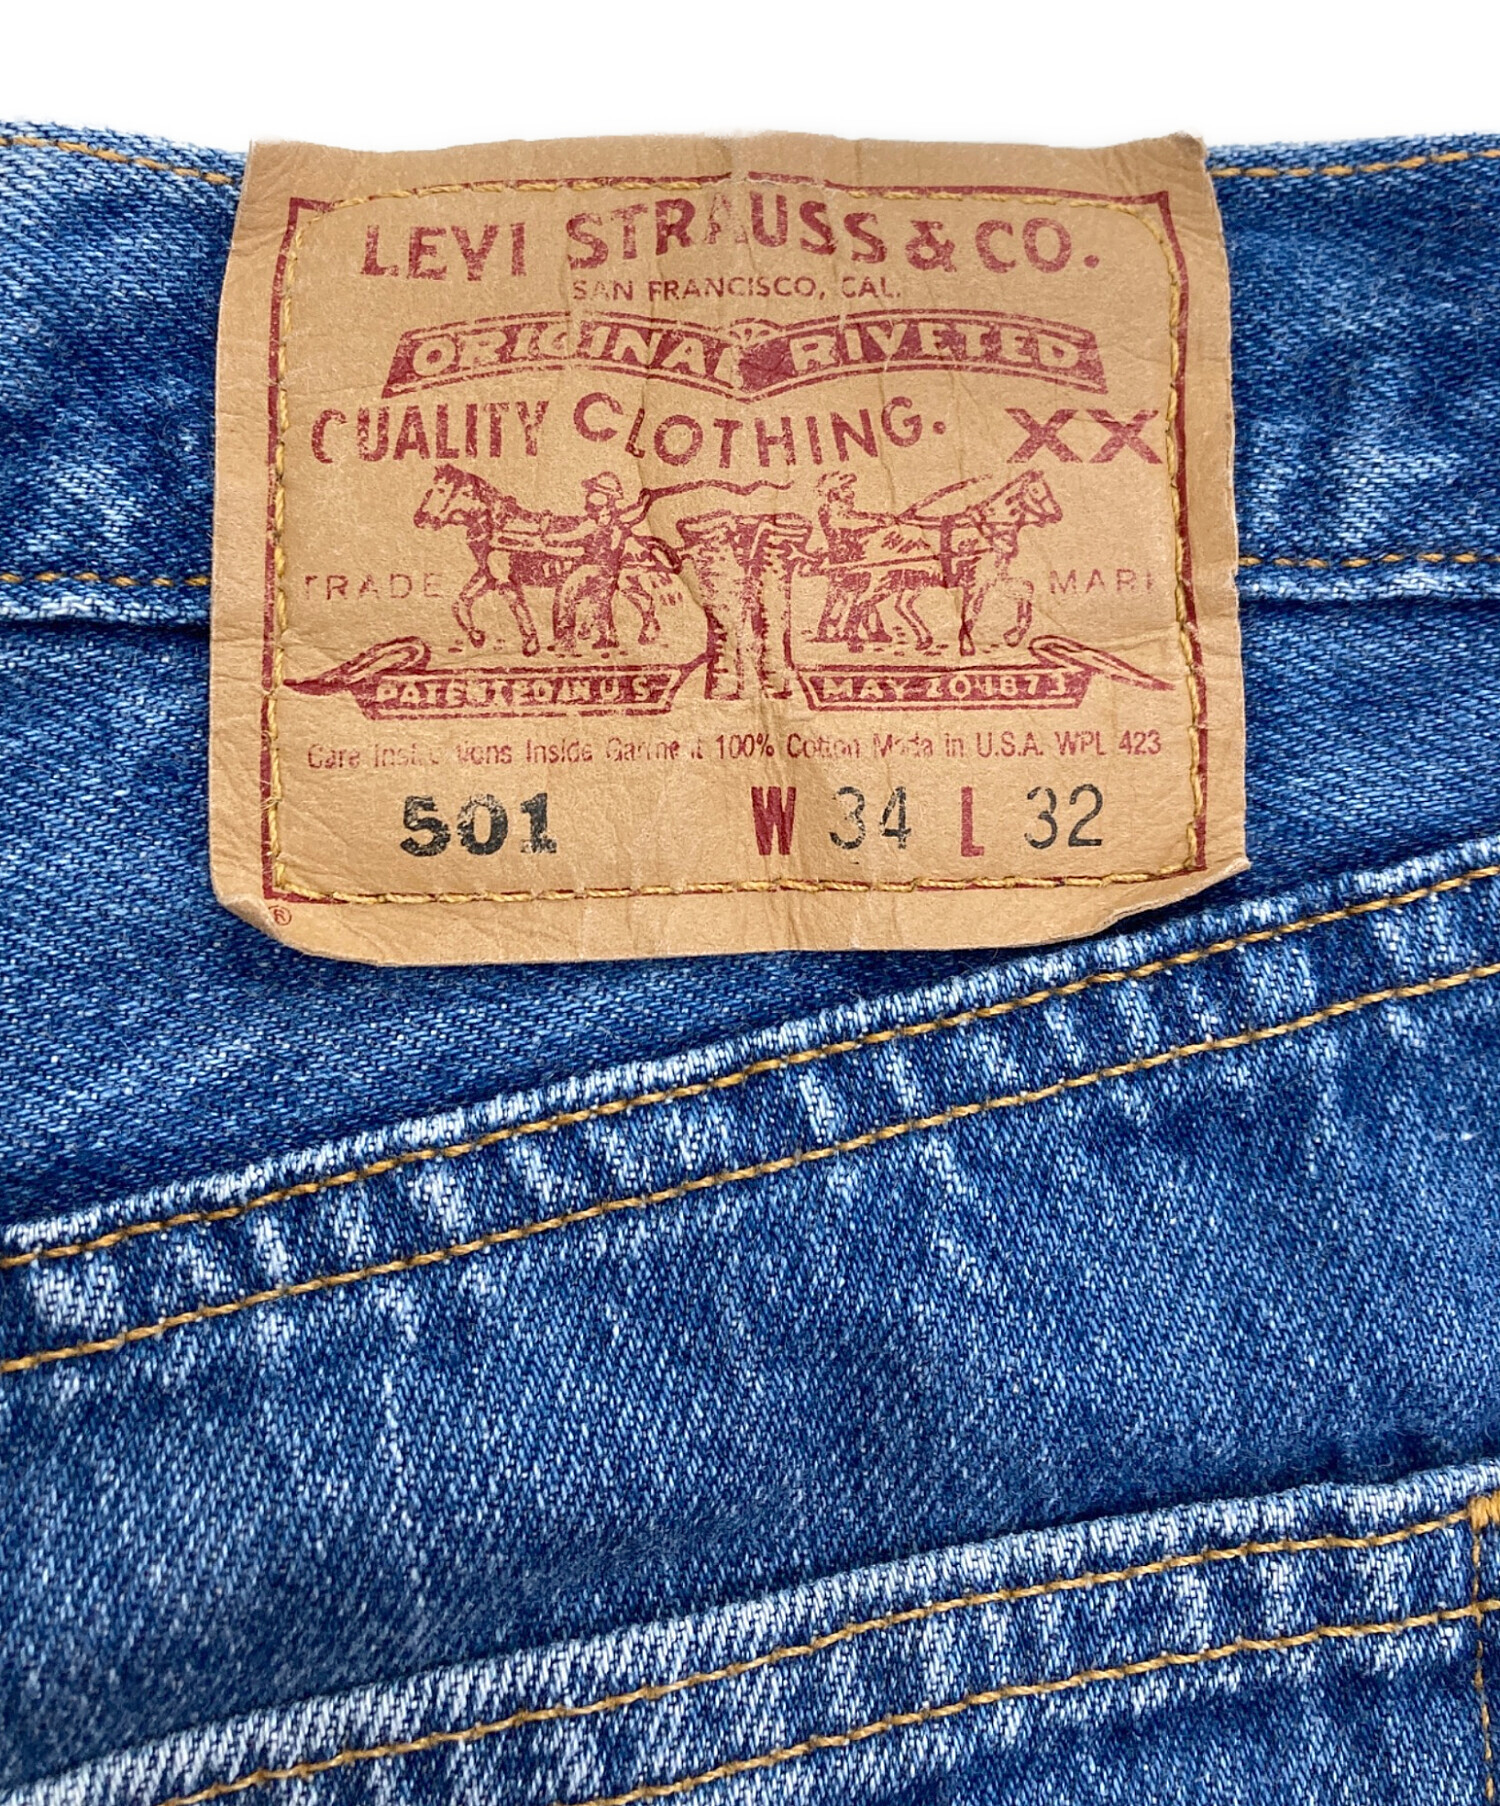 LEVI STRAUSS & CO.
SAN FRANCISCO, CAL.
ORIGINAL RIVETED
QUALITY CLOTHING. XX
TRADE MARK
PATENTED IN U.S. MAY 20 1873
Care Instructions Inside Garment 100% Cotton Made in U.S.A. WPL 423
501 W 34 L 32
®